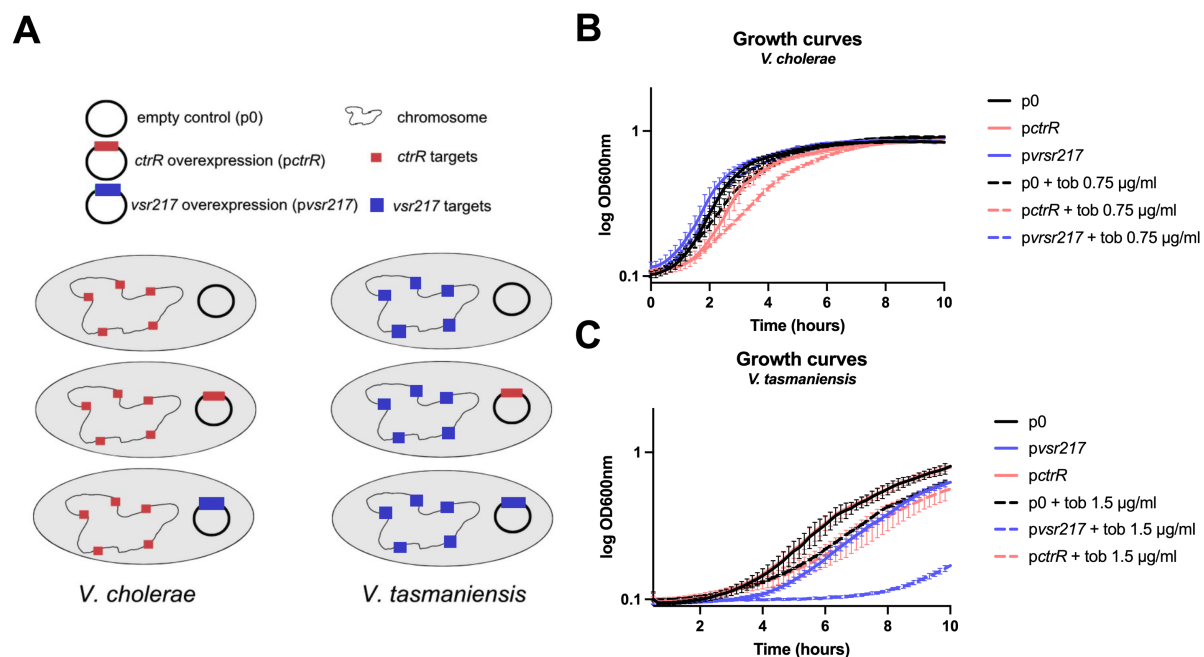 A
empty control (p0)
chromosome
ctrR overexpression (pctrR)
ctrR targets
vsr217 overexpression (pvsr217)
vsr217 targets
V. cholerae
V. tasmaniensis
B
Growth curves
V. cholerae
log OD600nm
1
0.1
0
2
4
6
8
10
Time (hours)
p0
pctrR
pvrsr217
p0 + tob 0.75 µg/ml
pctrR + tob 0.75 µg/ml
pvrsr217 + tob 0.75 µg/ml
C
Growth curves
V. tasmaniensis
log OD600nm
1
0.1
2
4
6
8
10
Time (hours)
p0
pvsr217
pctrR
p0 + tob 1.5 µg/ml
pvsr217 + tob 1.5 µg/ml
pctrR + tob 1.5 µg/ml